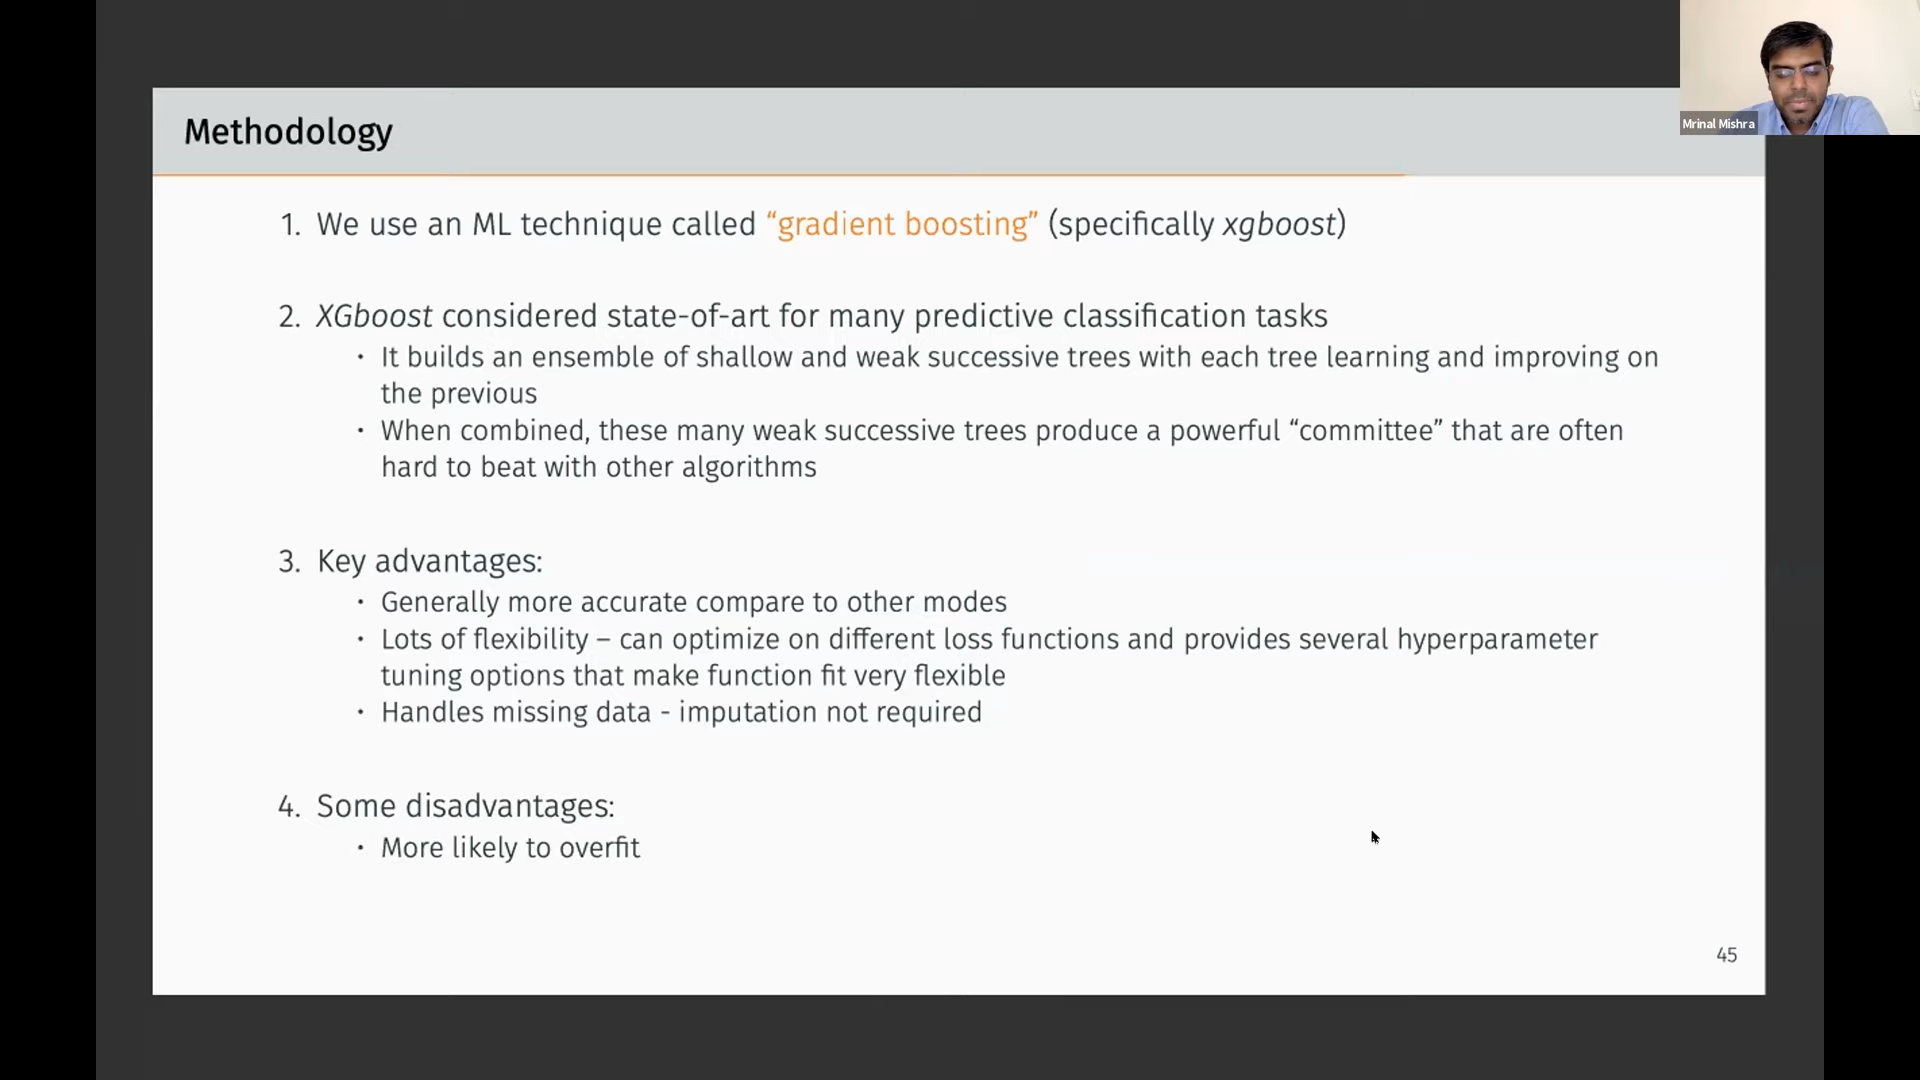 Mrinal Mishra
Methodology
1. We use an ML technique called “gradient boosting” (specifically xgboost)
2. XGboost considered state-of-art for many predictive classification tasks
• It builds an ensemble of shallow and weak successive trees with each tree learning and improving on
the previous
• When combined, these many weak successive trees produce a powerful “committee” that are often
hard to beat with other algorithms
3. Key advantages:
• Generally more accurate compare to other modes
• Lots of flexibility – can optimize on different loss functions and provides several hyperparameter
tuning options that make function fit very flexible
• Handles missing data - imputation not required
4. Some disadvantages:
• More likely to overfit
45